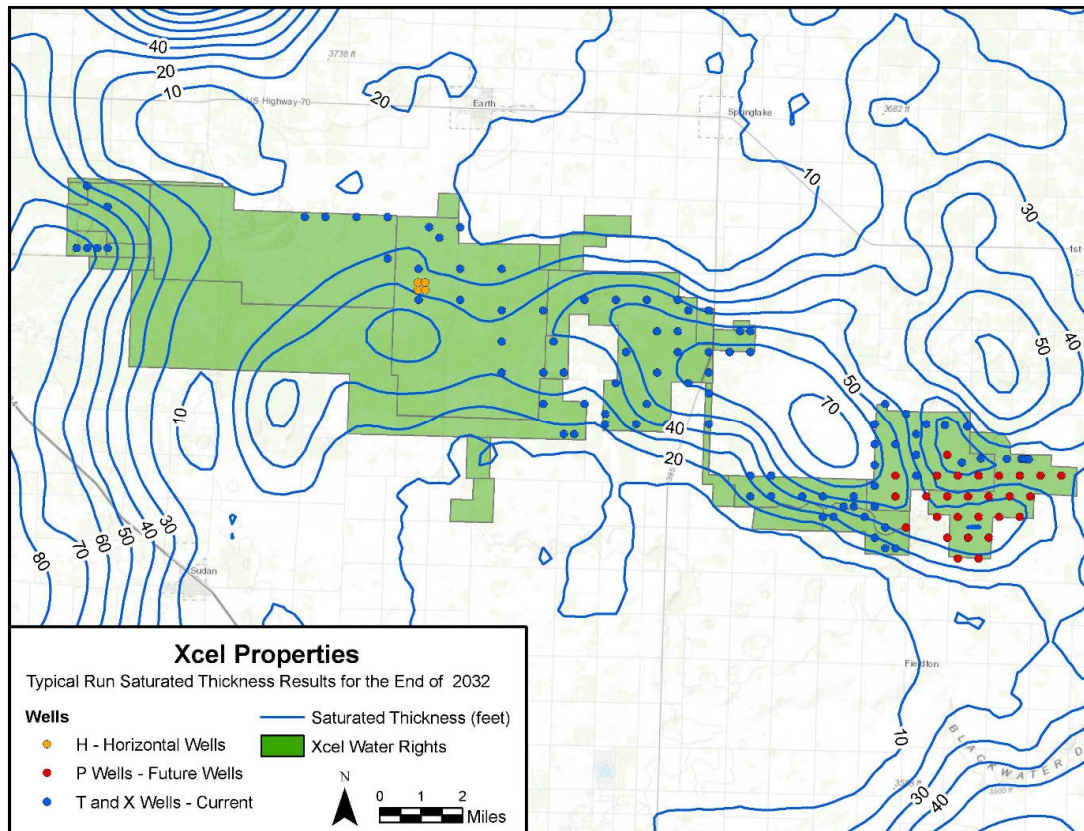 40
20
10
3738 ft
US Highway 70
20
Earth
Springlake
3682 ft
10
30
1st
40
50
50
70
10
40
20
30
40
50
60
70
80
Sudan
385
Fieldton
10
BLACKWATER D
30
40
Xcel Properties
Typical Run Saturated Thickness Results for the End of 2032
Wells
H - Horizontal Wells
P Wells - Future Wells
T and X Wells - Current
Saturated Thickness (feet)
Xcel Water Rights
N
0 2
Miles